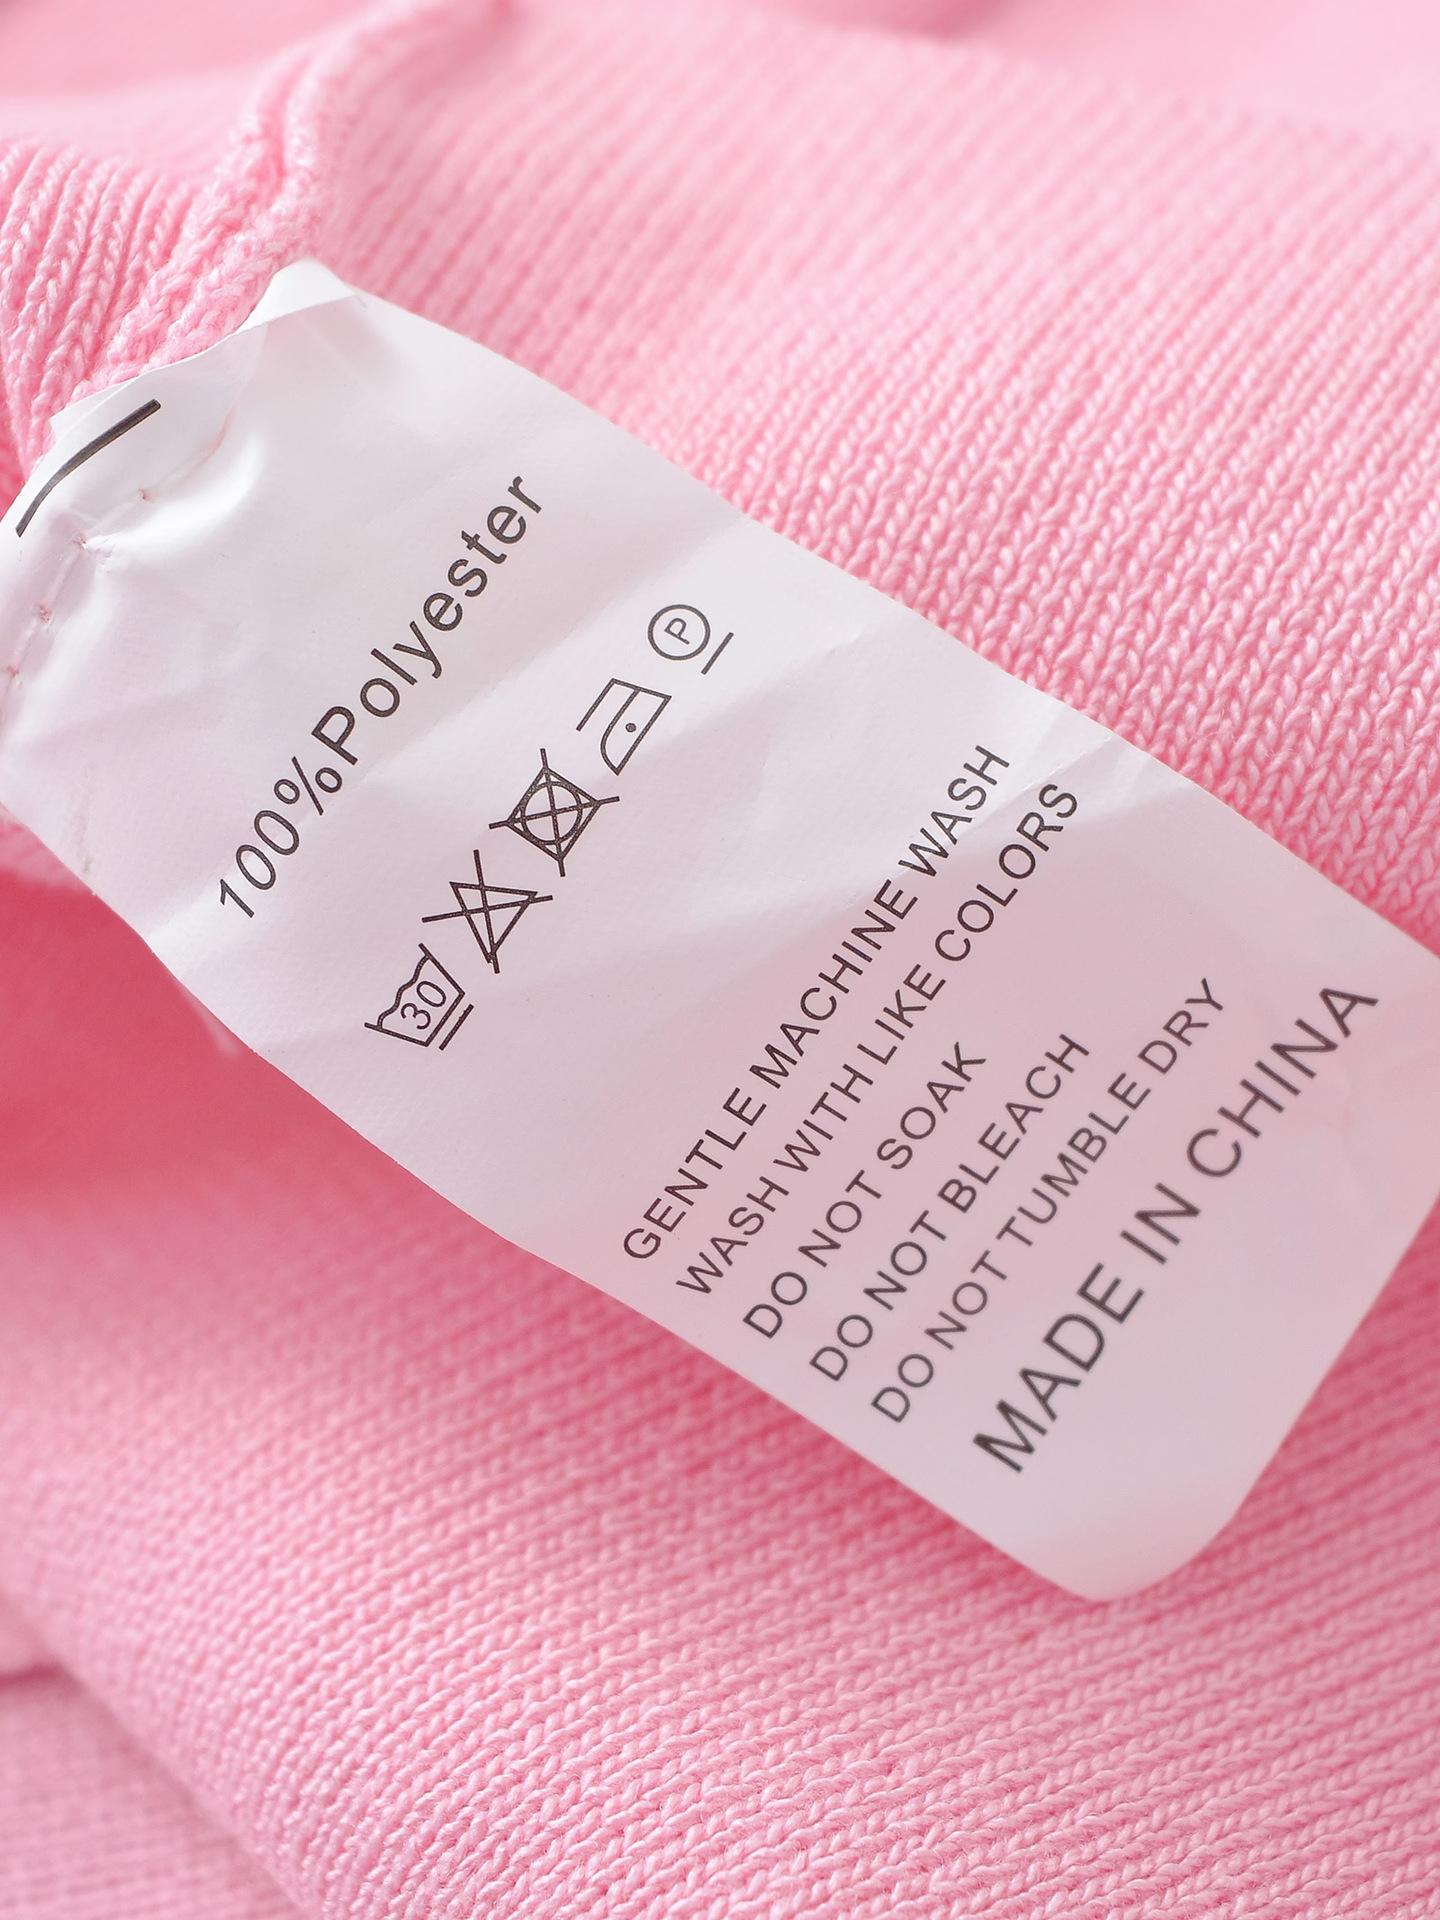 100%Polyester
30 P
GENTLE MACHINE WASH
WASH WITH LIKE COLORS
DO NOT SOAK
DO NOT BLEACH
DO NOT TUMBLE DRY
MADE IN CHINA